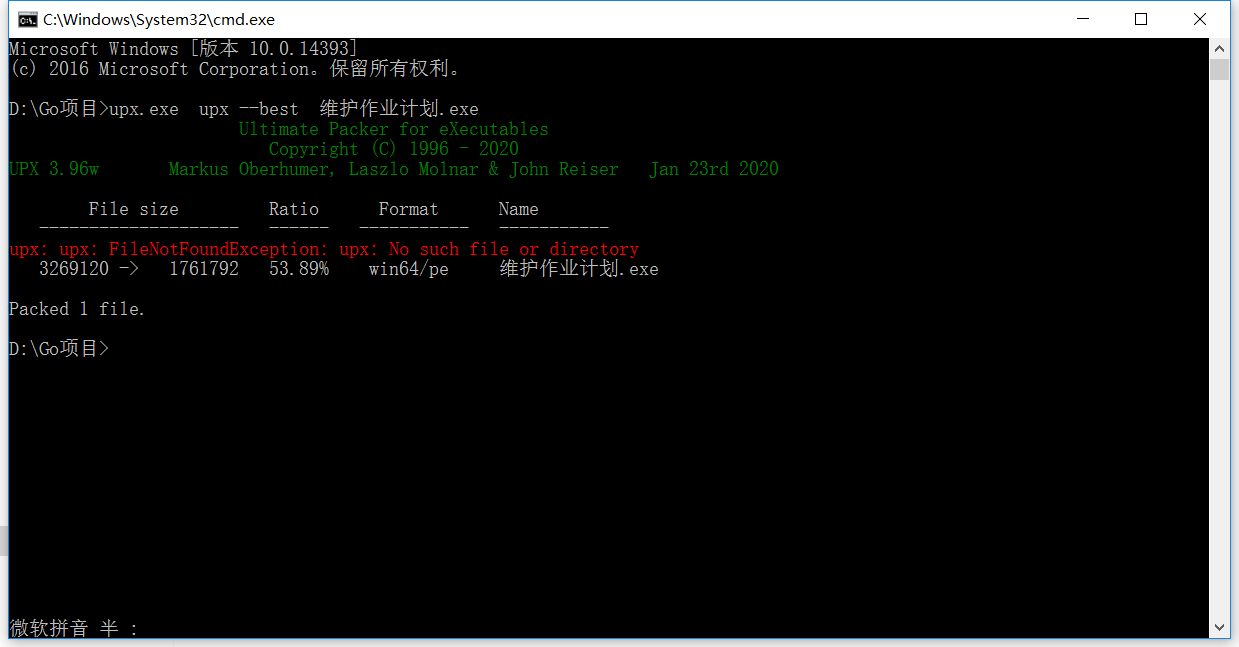 C:\Windows\System32\cmd.exe
Microsoft Windows [版本 10.0.14393]
(c) 2016 Microsoft Corporation。保留所有权利。
D:\Go项目>upx.exe  upx --best  维护作业计划.exe
Ultimate Packer for eXecutables
Copyright (C) 1996 - 2020
UPX 3.96w       Markus Oberhumer, Laszlo Molnar & John Reiser   Jan 23rd 2020
File size         Ratio      Format      Name
--------------------   ------   -----------   -----------
upx: upx: FileNotFoundException: upx: No such file or directory
3269120 ->   1761792   53.89%    win64/pe     维护作业计划.exe
Packed 1 file.
D:\Go项目>
微软拼音 半 :